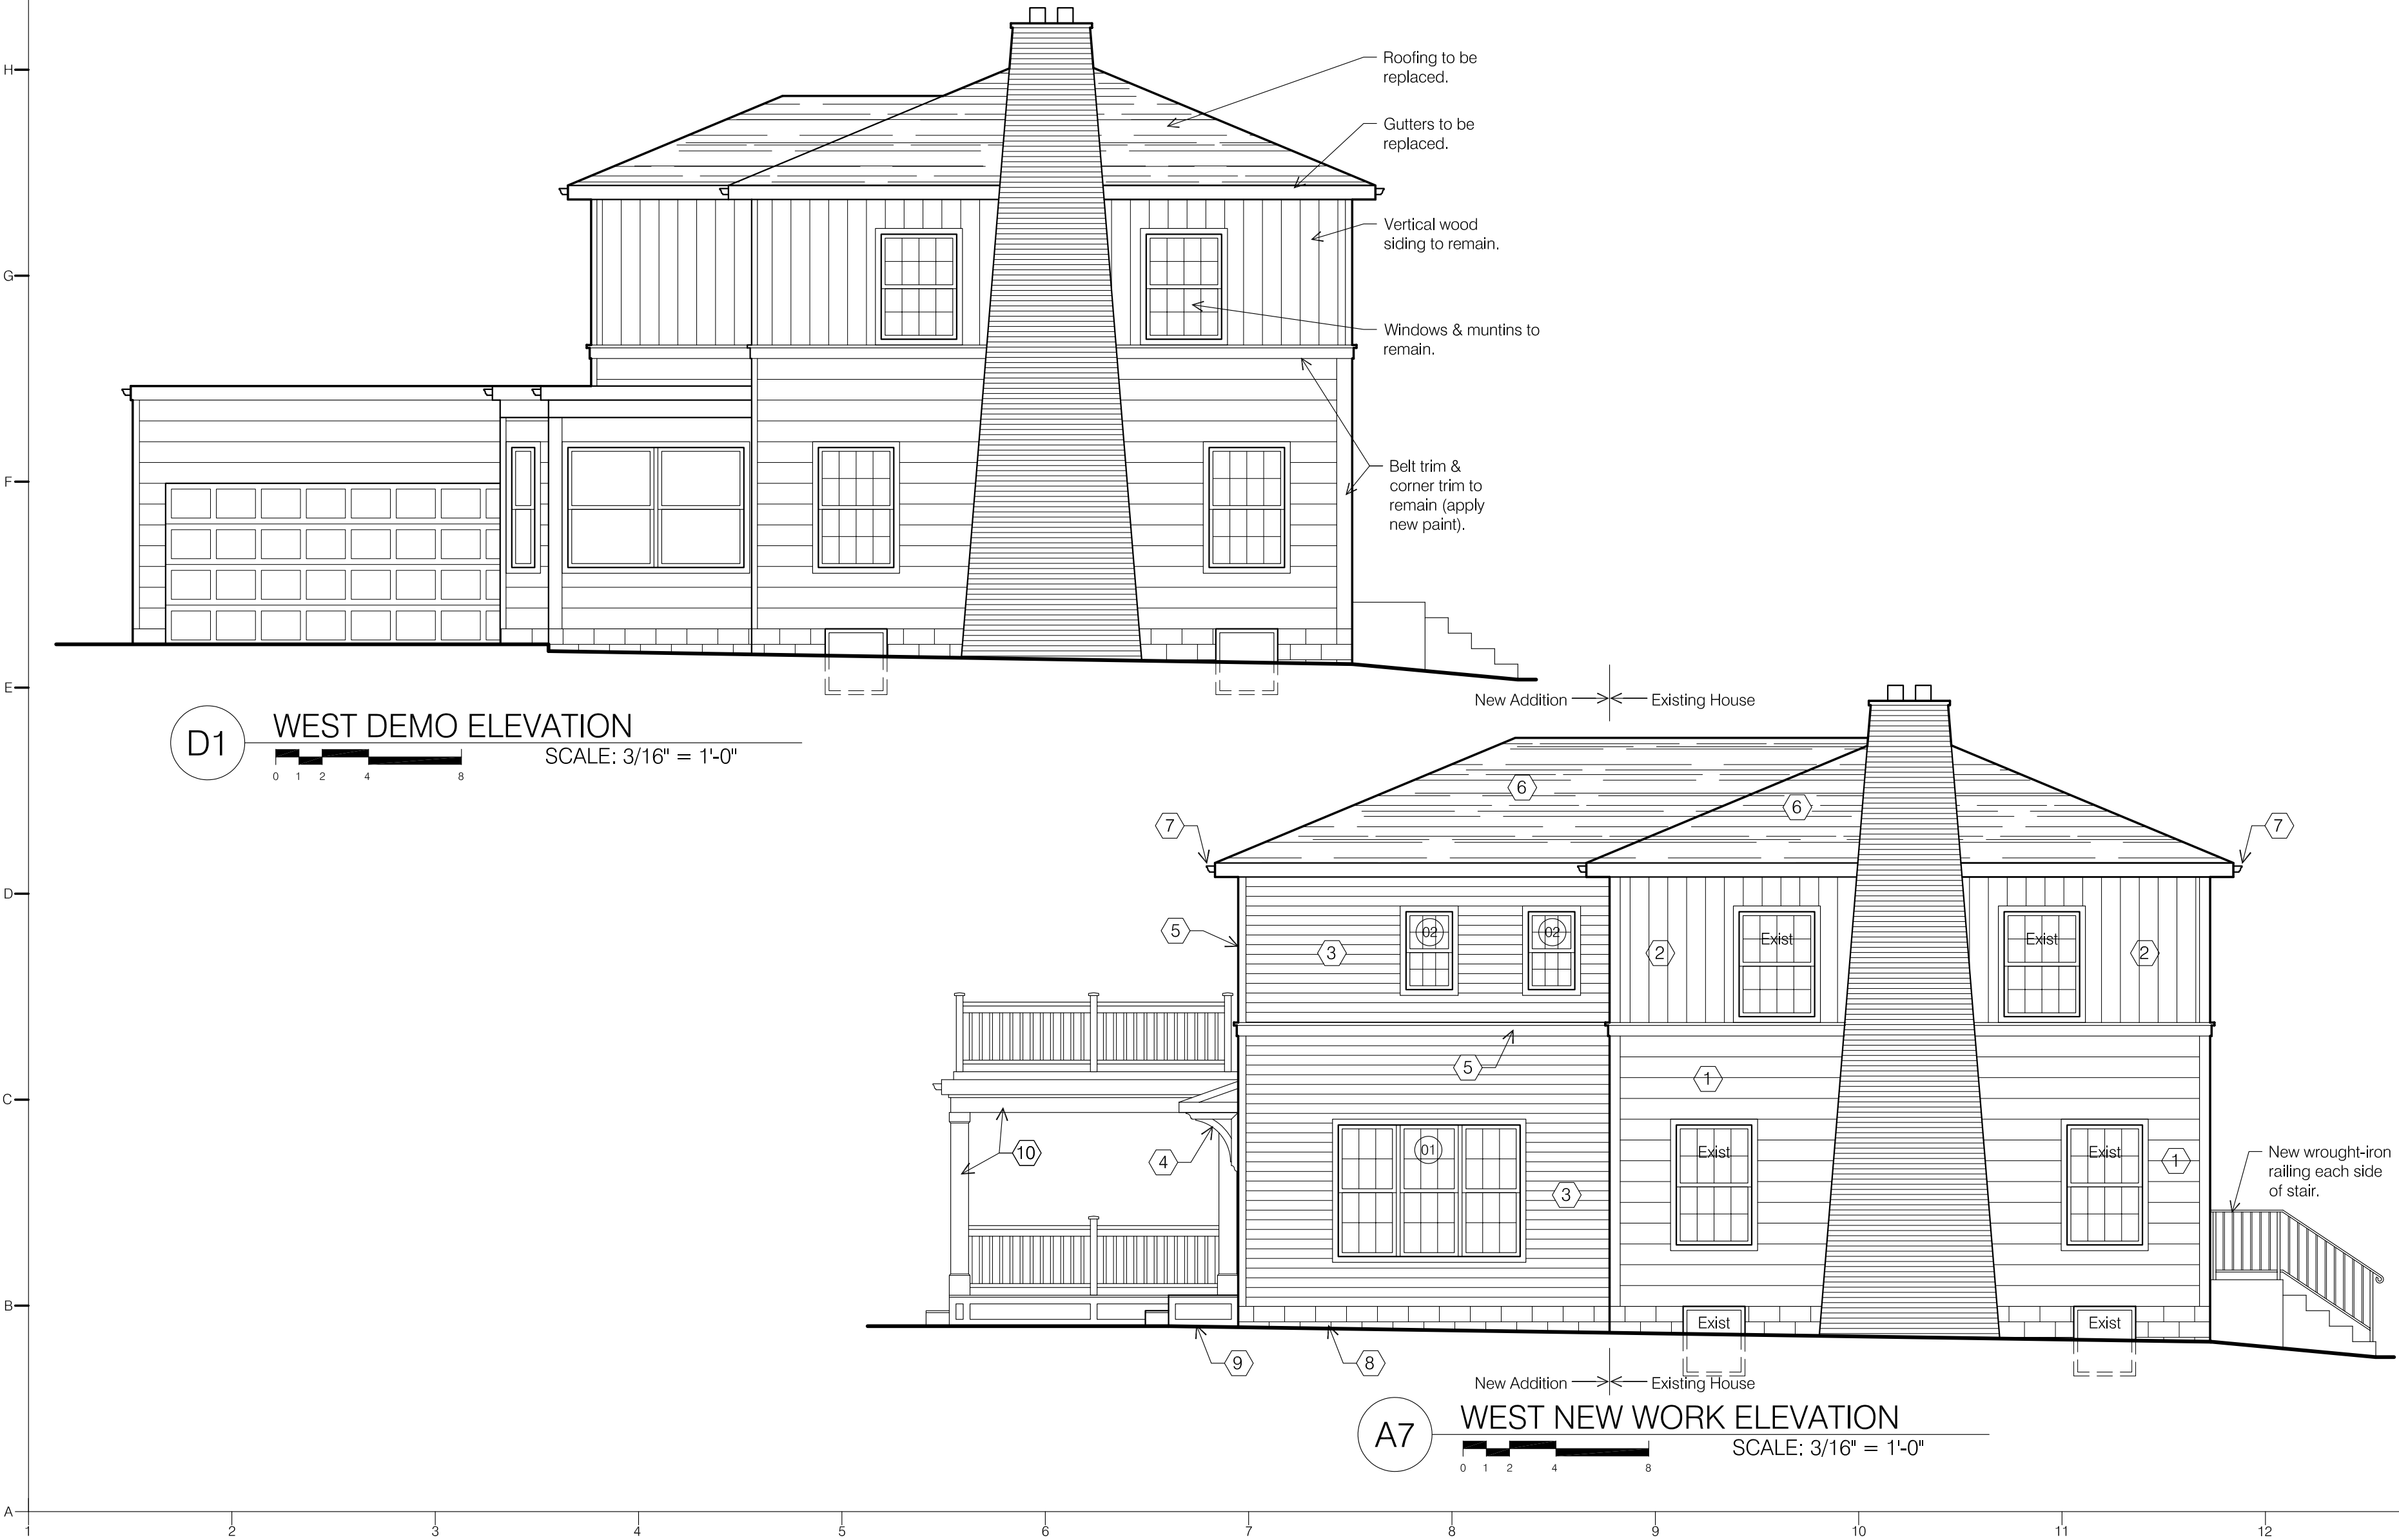 H
G
F
E
D
C
B
A
Roofing to be
replaced.
Gutters to be
replaced.
Vertical wood
siding to remain.
Windows & muntins to
remain.
Belt trim &
corner trim to
remain (apply
new paint).
D1
WEST DEMO ELEVATION
SCALE: 3/16" = 1'-0"
0 1 2 4 8
New Addition
Existing House
6
6
7
7
5
3
02
02
2
Exist
Exist
2
5
1
10
4
01
3
Exist
Exist
1
New wrought-iron
railing each side
of stair.
Exist
Exist
9
8
New Addition
Existing House
A7
WEST NEW WORK ELEVATION
SCALE: 3/16" = 1'-0"
0 1 2 4 8
1 2 3 4 5 6 7 8 9 10 11 12